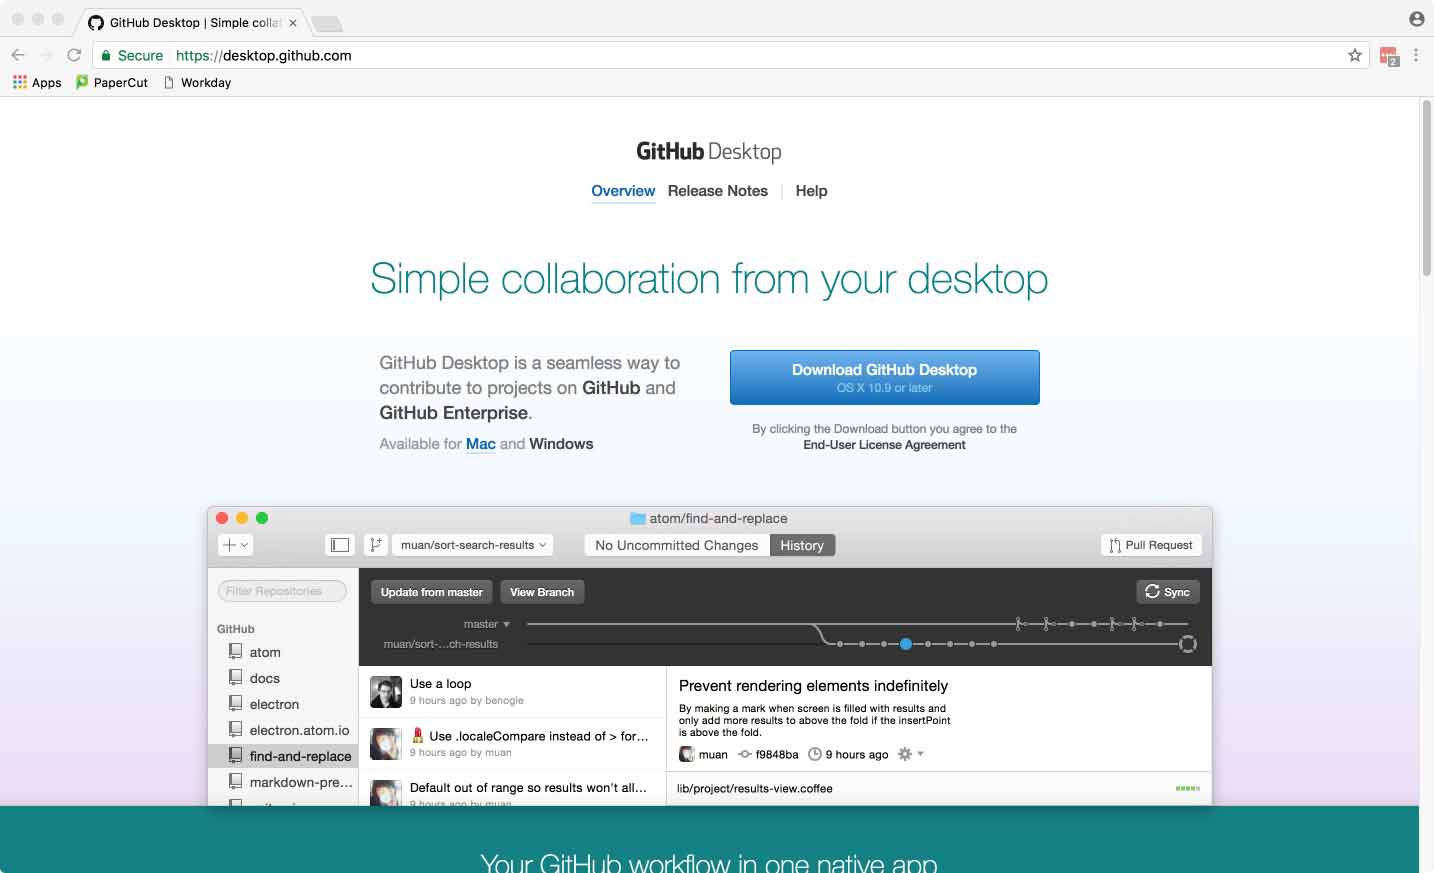 GitHub Desktop | Simple colla
Secure https://desktop.github.com
2
Apps PaperCut Workday
GitHub Desktop
Overview Release Notes Help
Simple collaboration from your desktop
GitHub Desktop is a seamless way to
contribute to projects on GitHub and
GitHub Enterprise.
Available for Mac and Windows
Download GitHub Desktop
OS X 10.9 or later
By clicking the Download button you agree to the
End-User License Agreement
atom/find-and-replace
muan/sort-search-results No Uncommitted Changes History Pull Request
Filter Repositories
GitHub
atom
docs
electron
electron.atom.io
find-and-replace
markdown-pre...
Update from master View Branch Sync
master
muan/sort-...ch-results
Use a loop
9 hours ago by benogle
Use .localeCompare instead of > for...
9 hours ago by muan
Default out of range so results won't all...
9 hours ago by muan
Prevent rendering elements indefinitely
By making a mark when screen is filled with results and
only add more results to above the fold if the insertPoint
is above the fold.
muan f9848ba 9 hours ago
lib/project/results-view.coffee
Your GitHub workflow in one native app